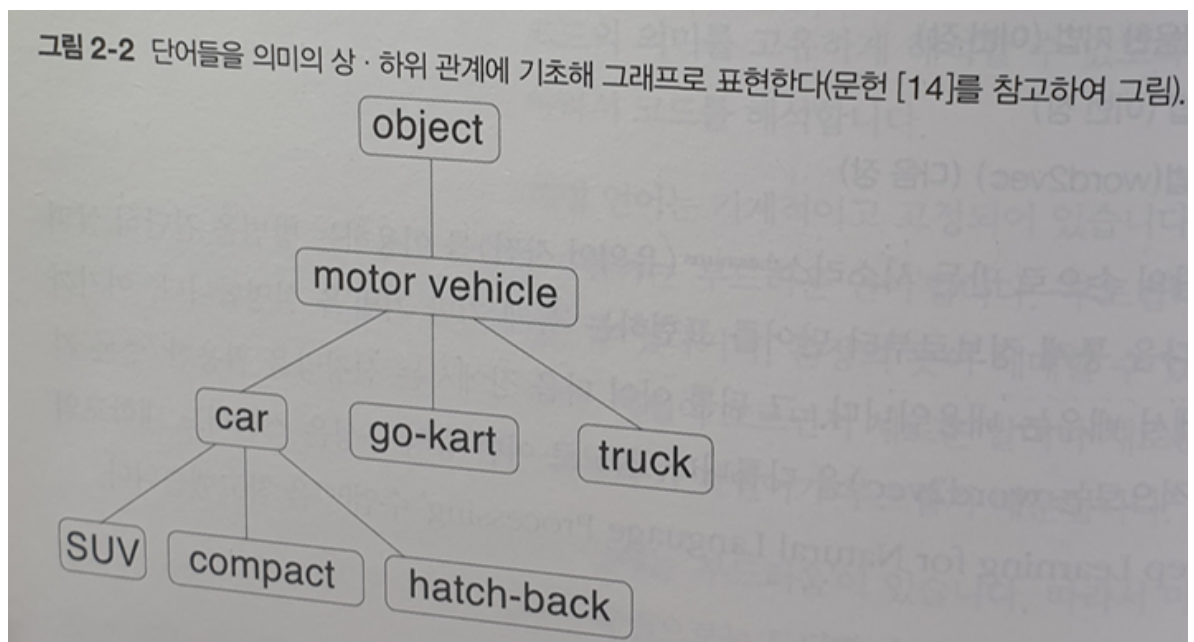 그림 2-2 단어들을 의미의 상 · 하위 관계에 기초해 그래프로 표현한다(문헌 [14]를 참고하여 그림).
object
motor vehicle
car go-kart truck
SUV compact hatch-back